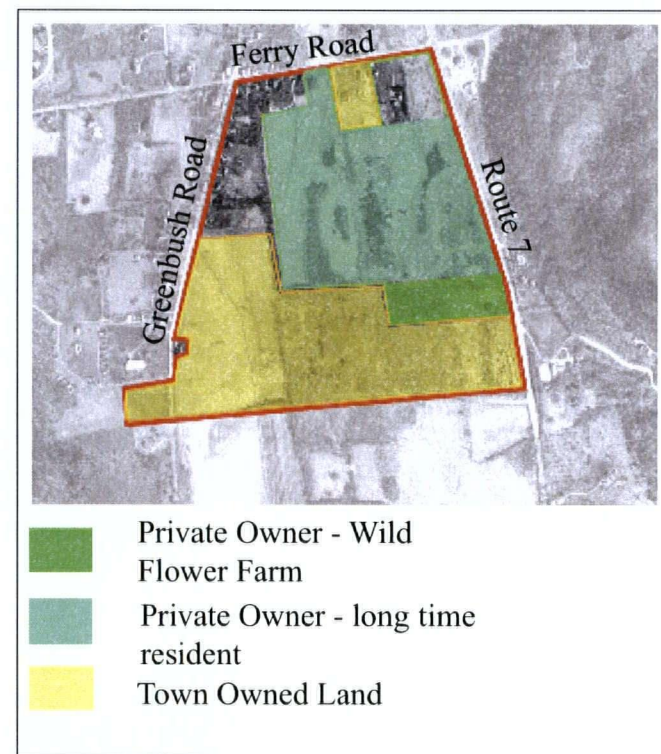 Ferry Road
Greenbush Road
Route 7
Private Owner - Wild
Flower Farm
Private Owner - long time
resident
Town Owned Land